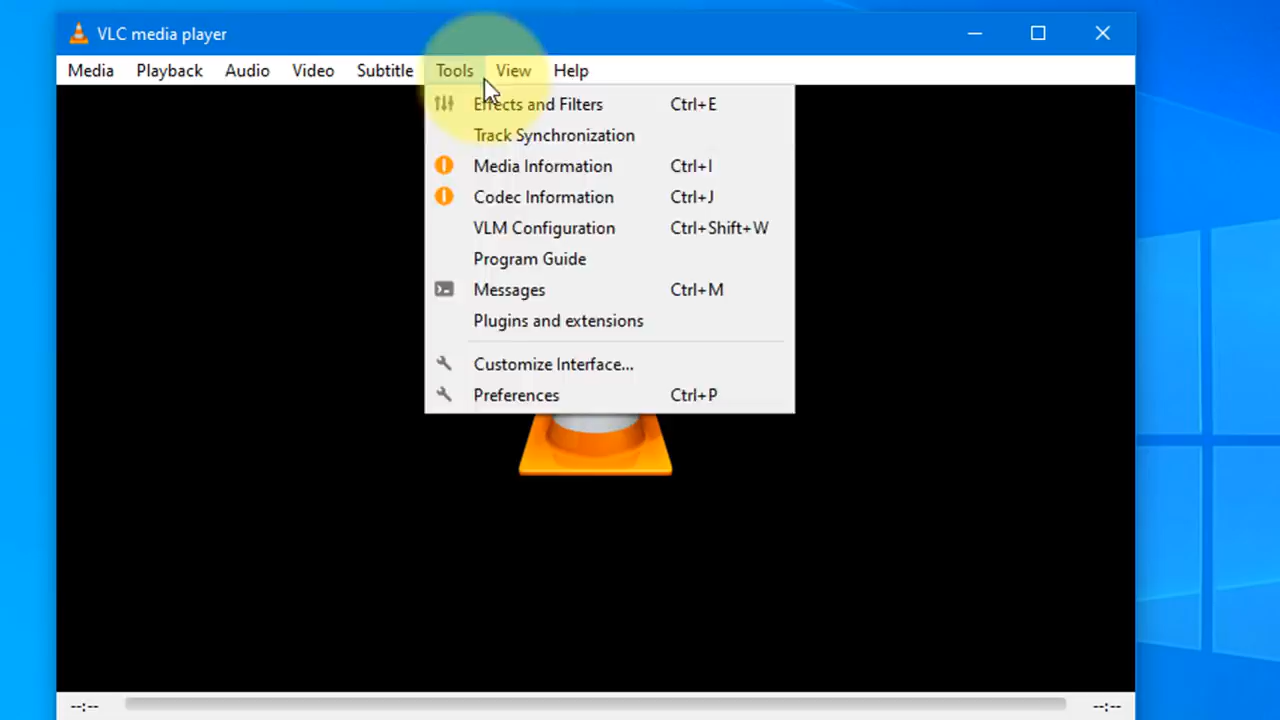 VLC media player
Media Playback Audio Video Subtitle Tools View Help
Effects and Filters Ctrl+E
Track Synchronization
Media Information Ctrl+I
Codec Information Ctrl+J
VLM Configuration Ctrl+Shift+W
Program Guide
Messages Ctrl+M
Plugins and extensions
Customize Interface...
Preferences Ctrl+P
--:-- --:--